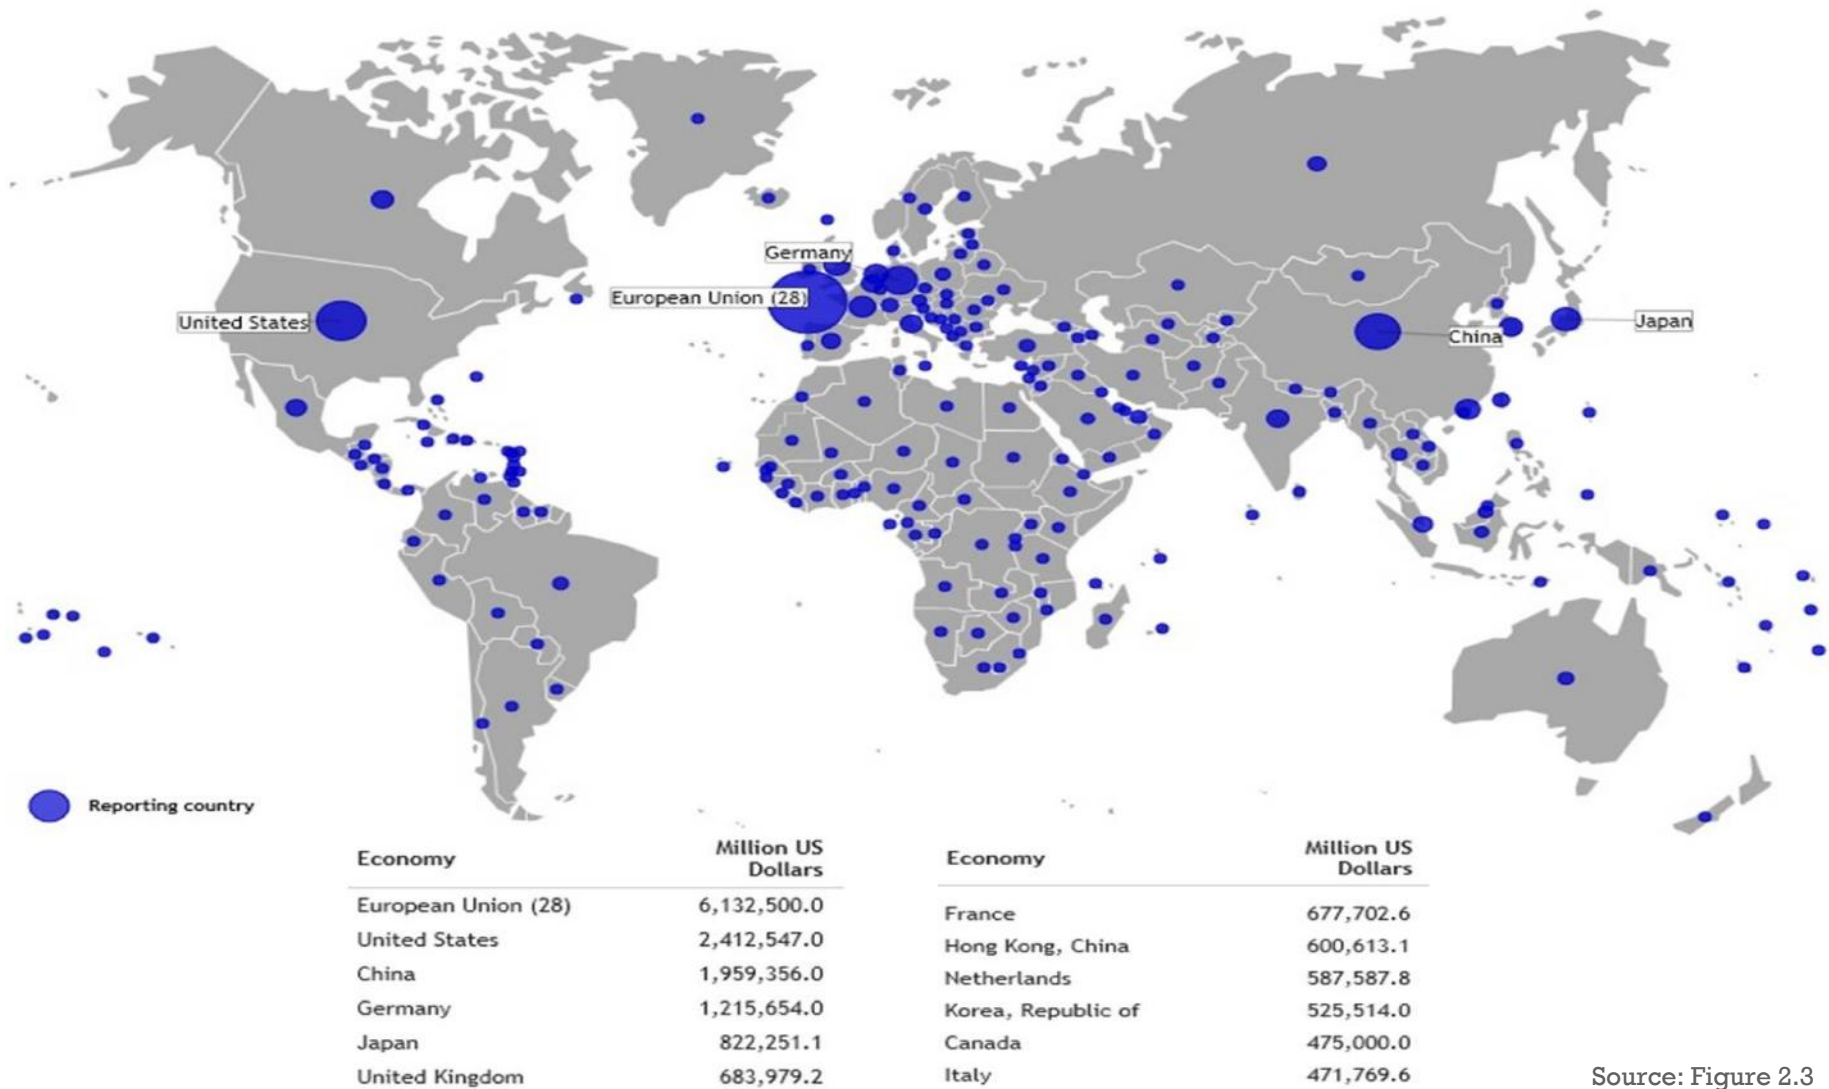 Germany
European Union (28)
United States
China
Japan
Reporting country
Economy Million US
Dollars
European Union (28) 6,132,500.0
United States 2,412,547.0
China 1,959,356.0
Germany 1,215,654.0
Japan 822,251.1
United Kingdom 683,979.2
Economy Million US
Dollars
France 677,702.6
Hong Kong, China 600,613.1
Netherlands 587,587.8
Korea, Republic of 525,514.0
Canada 475,000.0
Italy 471,769.6
Source: Figure 2.3